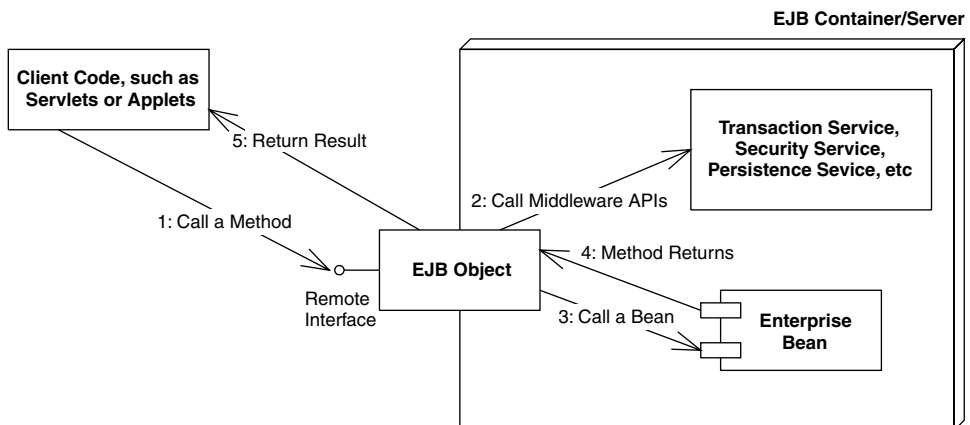 EJB Container/Server
Client Code, such as
Servlets or Applets
Transaction Service,
Security Service,
Persistence Sevice, etc
5: Return Result
2: Call Middleware APIs
1: Call a Method
4: Method Returns
EJB Object
Remote
Interface
3: Call a Bean
Enterprise
Bean